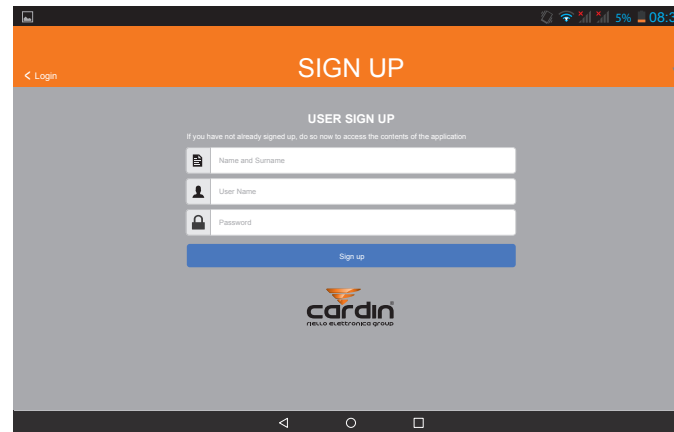 5% 08:3
< Login
SIGN UP
USER SIGN UP
If you have not already signed up, do so now to access the contents of the application
Name and Surname
User Name
Password
Sign up
cardin
nello elettronica group